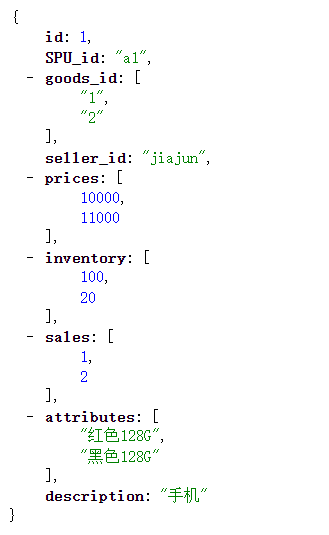 {
id: 1,
SPU_id: "a1",
- goods_id: [
"1",
"2"
],
seller_id: "jiajun",
- prices: [
10000,
11000
],
- inventory: [
100,
20
],
- sales: [
1,
2
],
- attributes: [
"红色128G",
"黑色128G"
],
description: "手机"
}